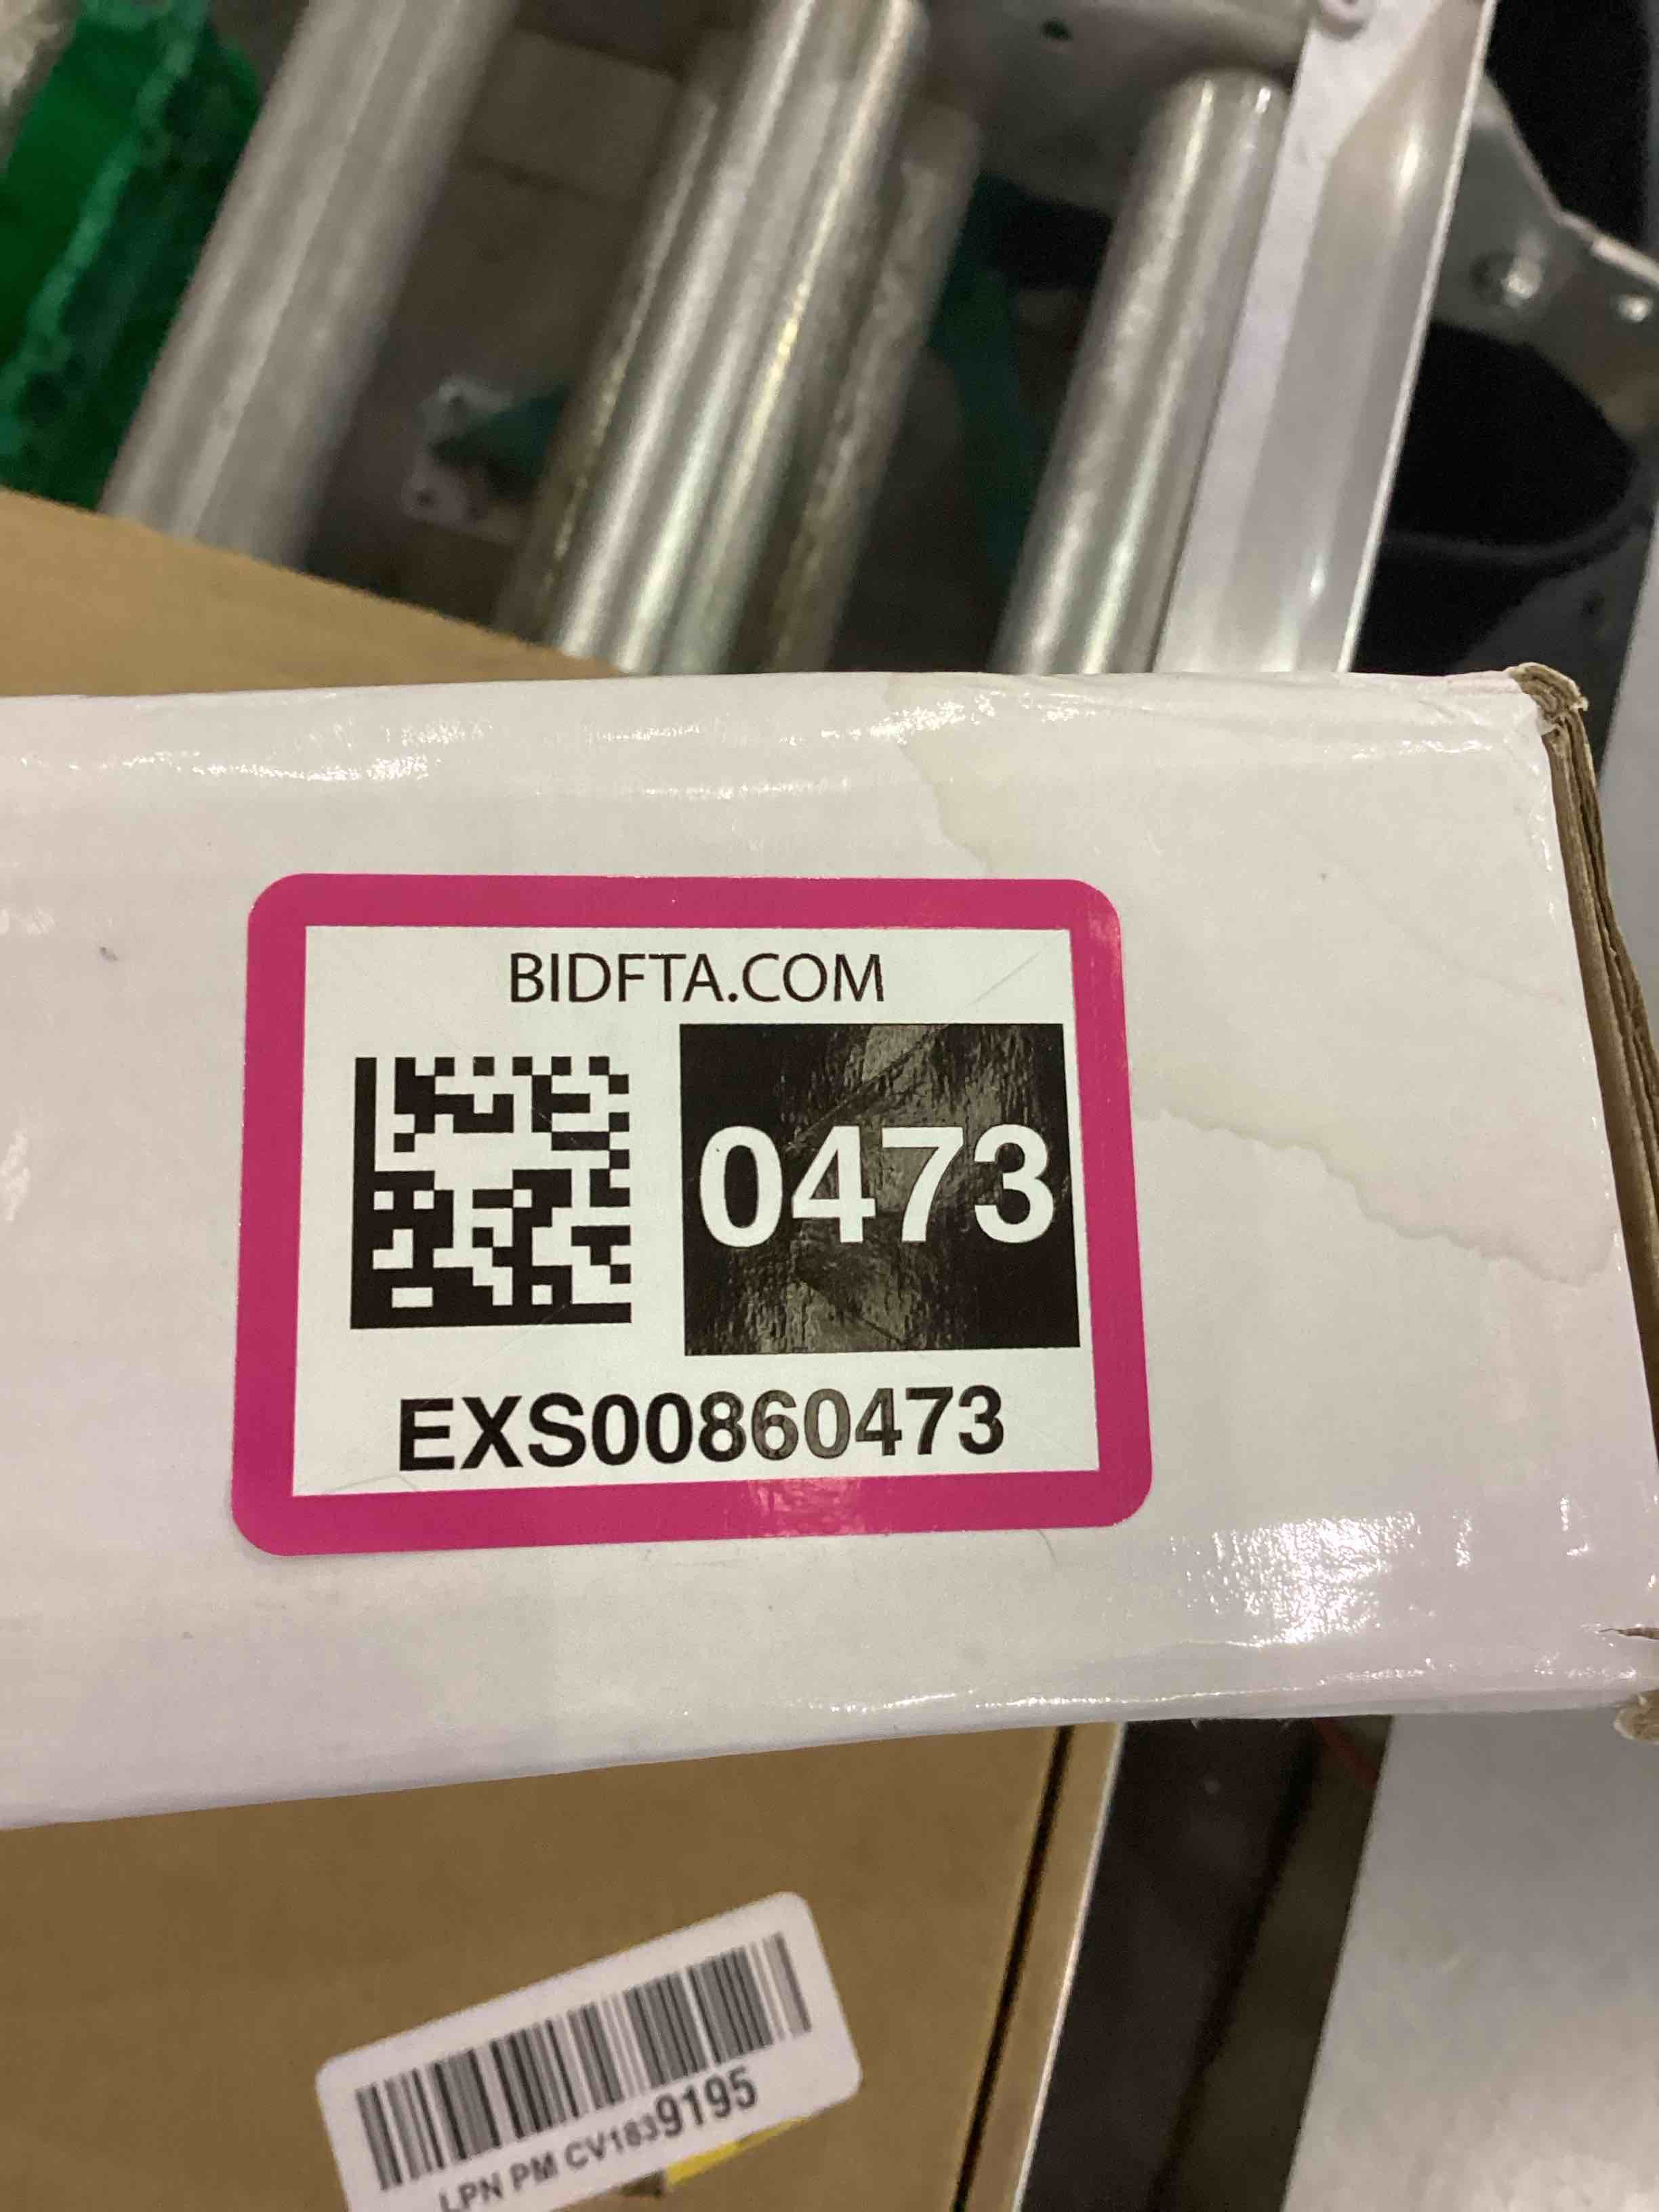 BIDFTA.COM
0473
EXS00860473
LPN PM CV1839195